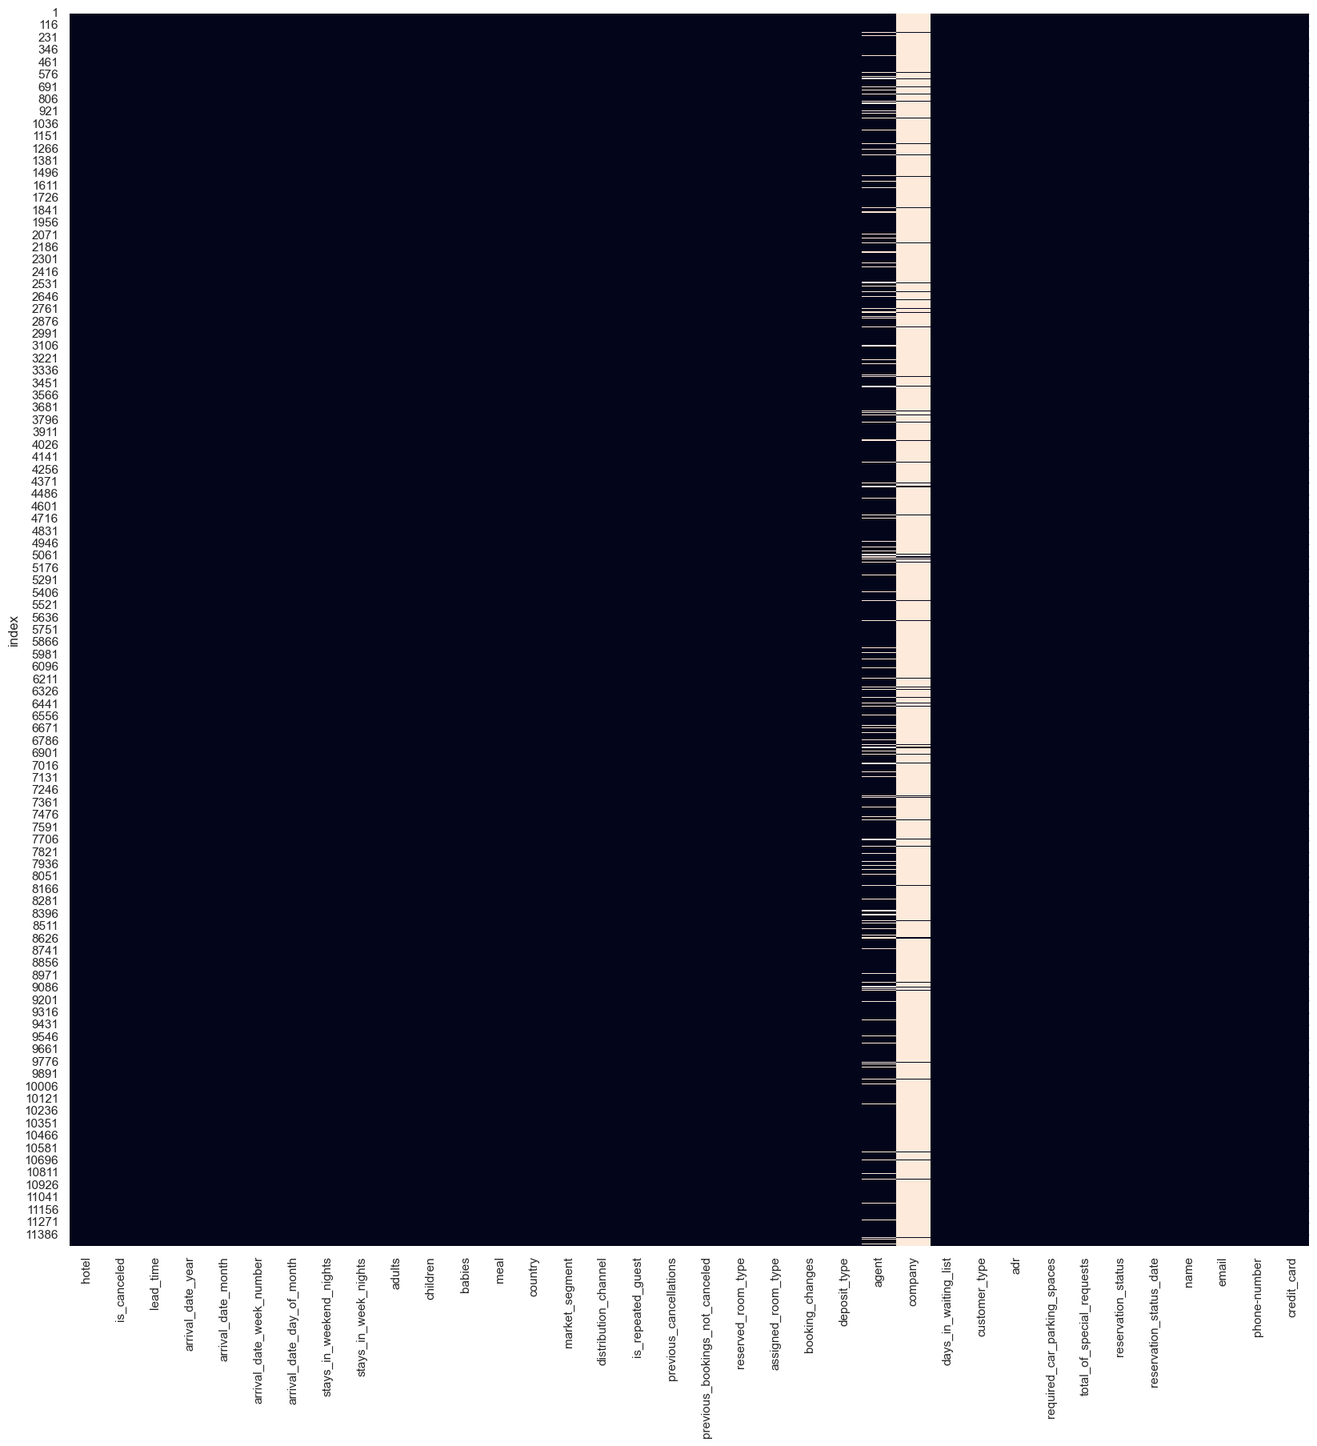 1
116
231
346
461
576
691
806
921
1036
1151
1266
1381
1496
1611
1726
1841
1956
2071
2186
2301
2416
2531
2646
2761
2876
2991
3106
3221
3336
3451
3566
3681
3796
3911
4026
4141
4256
4371
4486
4601
4716
4831
4946
5061
5176
5291
5406
5521
5636
5751
5866
5981
6096
6211
6326
6441
6556
6671
6786
6901
7016
7131
7246
7361
7476
7591
7706
7821
7936
8051
8166
8281
8396
8511
8626
8741
8856
8971
9086
9201
9316
9431
9546
9661
9776
9891
10006
10121
10236
10351
10466
10581
10696
10811
10926
11041
11156
11271
11386
index
hotel
is_canceled
lead_time
arrival_date_year
arrival_date_month
arrival_date_week_number
arrival_date_day_of_month
stays_in_weekend_nights
stays_in_week_nights
adults
children
babies
meal
country
market_segment
distribution_channel
is_repeated_guest
previous_cancellations
previous_bookings_not_canceled
reserved_room_type
assigned_room_type
booking_changes
deposit_type
agent
company
days_in_waiting_list
customer_type
adr
required_car_parking_spaces
total_of_special_requests
reservation_status
reservation_status_date
name
email
phone-number
credit_card